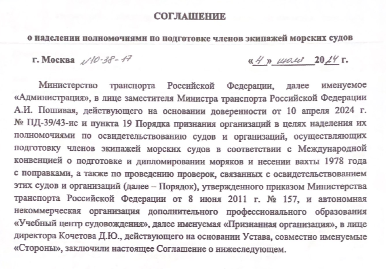 СОГЛАШЕНИЕ
о наделении полномочиями по подготовке членов экипажей морских судов
г. Москва №10-38-17 «4» июля 2024 г.
Министерство транспорта Российской Федерации, далее именуемое
«Администрация», в лице заместителя Министра транспорта Российской Федерации
А.И. Пошивая, действующего на основании доверенности от 10 апреля 2024 г.
№ ПД-39/43-нс и пункта 19 Порядка признания организаций в целях наделения их
полномочиями по освидетельствованию судов и организаций, осуществляющих
подготовку членов экипажей морских судов в соответствии с Международной
конвенцией о подготовке и дипломировании моряков и несении вахты 1978 года
с поправками, а также по проведению проверок, связанных с освидетельствованием
этих судов и организаций (далее – Порядок), утвержденного приказом Министерства
транспорта Российской Федерации от 8 июня 2011 г. № 157, и автономная
некоммерческая организация дополнительного профессионального образования
«Учебный центр судовождения», далее именуемая «Признанная организация», в лице
директора Кочетова Д.Ю., действующего на основании Устава, совместно именуемые
«Стороны», заключили настоящее Соглашение о нижеследующем.